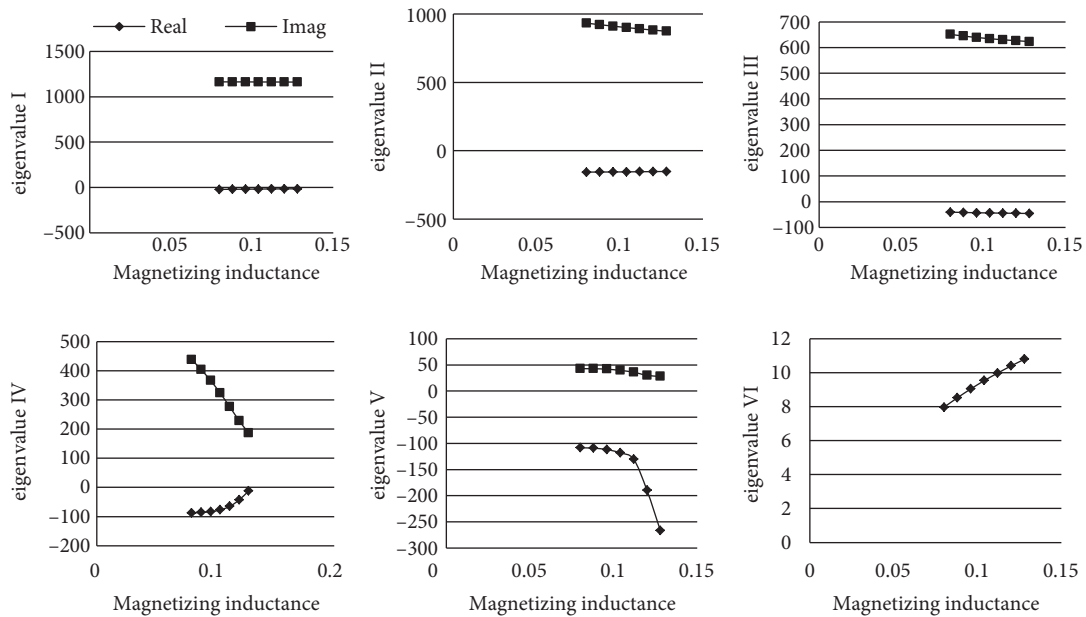 Real Imag
eigenvalue I
1500
1000
500
0
−500
0.05 0.1 0.15
Magnetizing inductance
eigenvalue II
1000
500
0
−500
0 0.05 0.1 0.15
Magnetizing inductance
eigenvalue III
700
600
500
400
300
200
100
0
−100
0 0.05 0.1 0.15
Magnetizing inductance
eigenvalue IV
500
400
300
200
100
0
−100
−200
0 0.1 0.2
Magnetizing inductance
eigenvalue V
100
50
0
−50
−100
−150
−200
−250
−300
0 0.05 0.1 0.15
Magnetizing inductance
eigenvalue VI
12
10
8
6
4
2
0
0 0.05 0.1 0.15
Magnetizing inductance